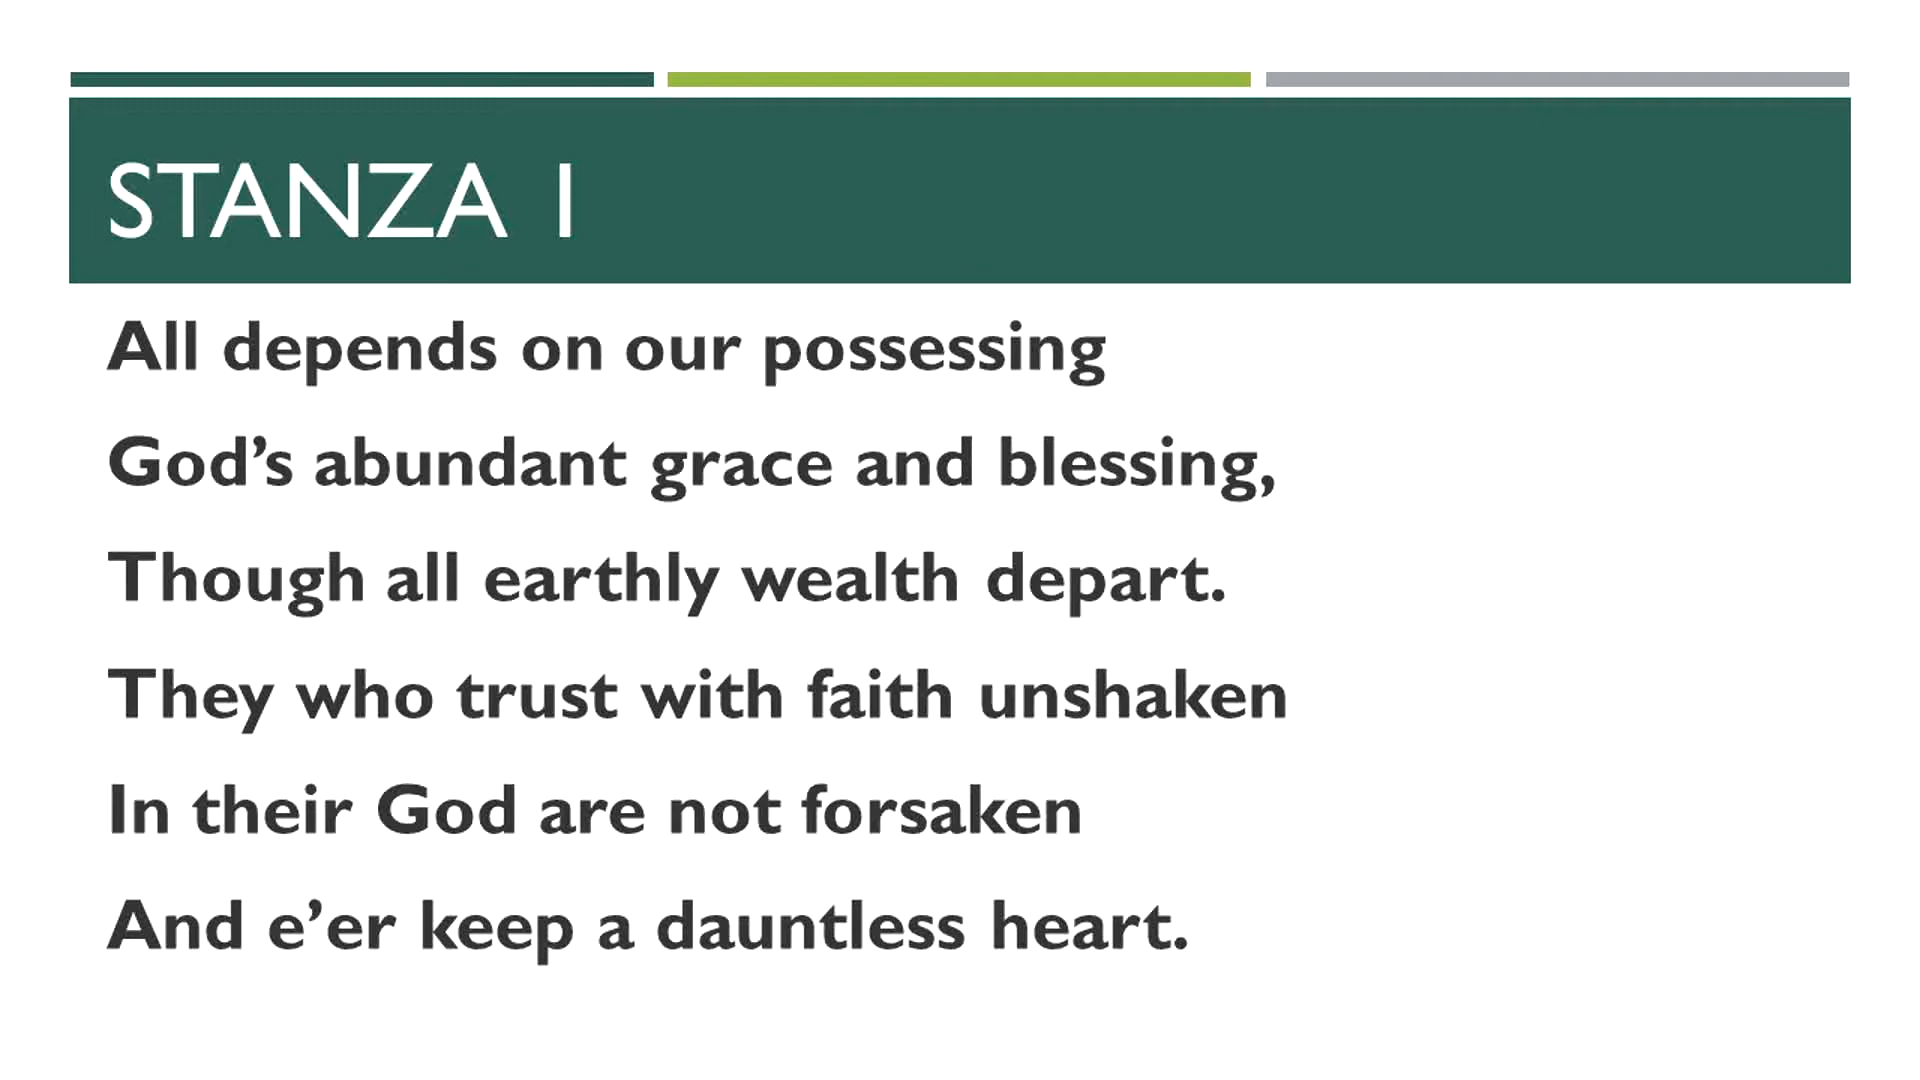 STANZA 1
All depends on our possessing
God’s abundant grace and blessing,
Though all earthly wealth depart.
They who trust with faith unshaken
In their God are not forsaken
And e’er keep a dauntless heart.